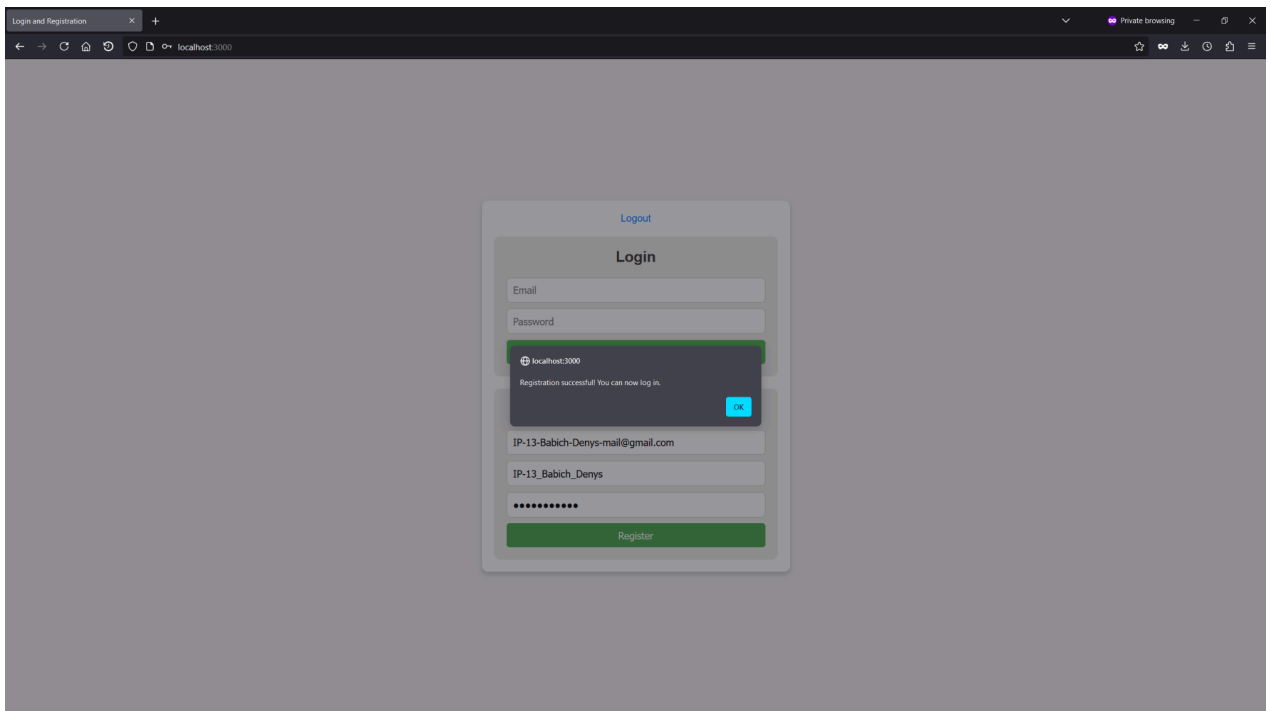 Login and Registration
Private browsing
localhost:3000
Logout
Login
Email
Password
localhost:3000
Registration successful! You can now log in.
OK
IP-13-Babich-Denys-mail@gmail.com
IP-13_Babich_Denys
●●●●●●●●●●●
Register